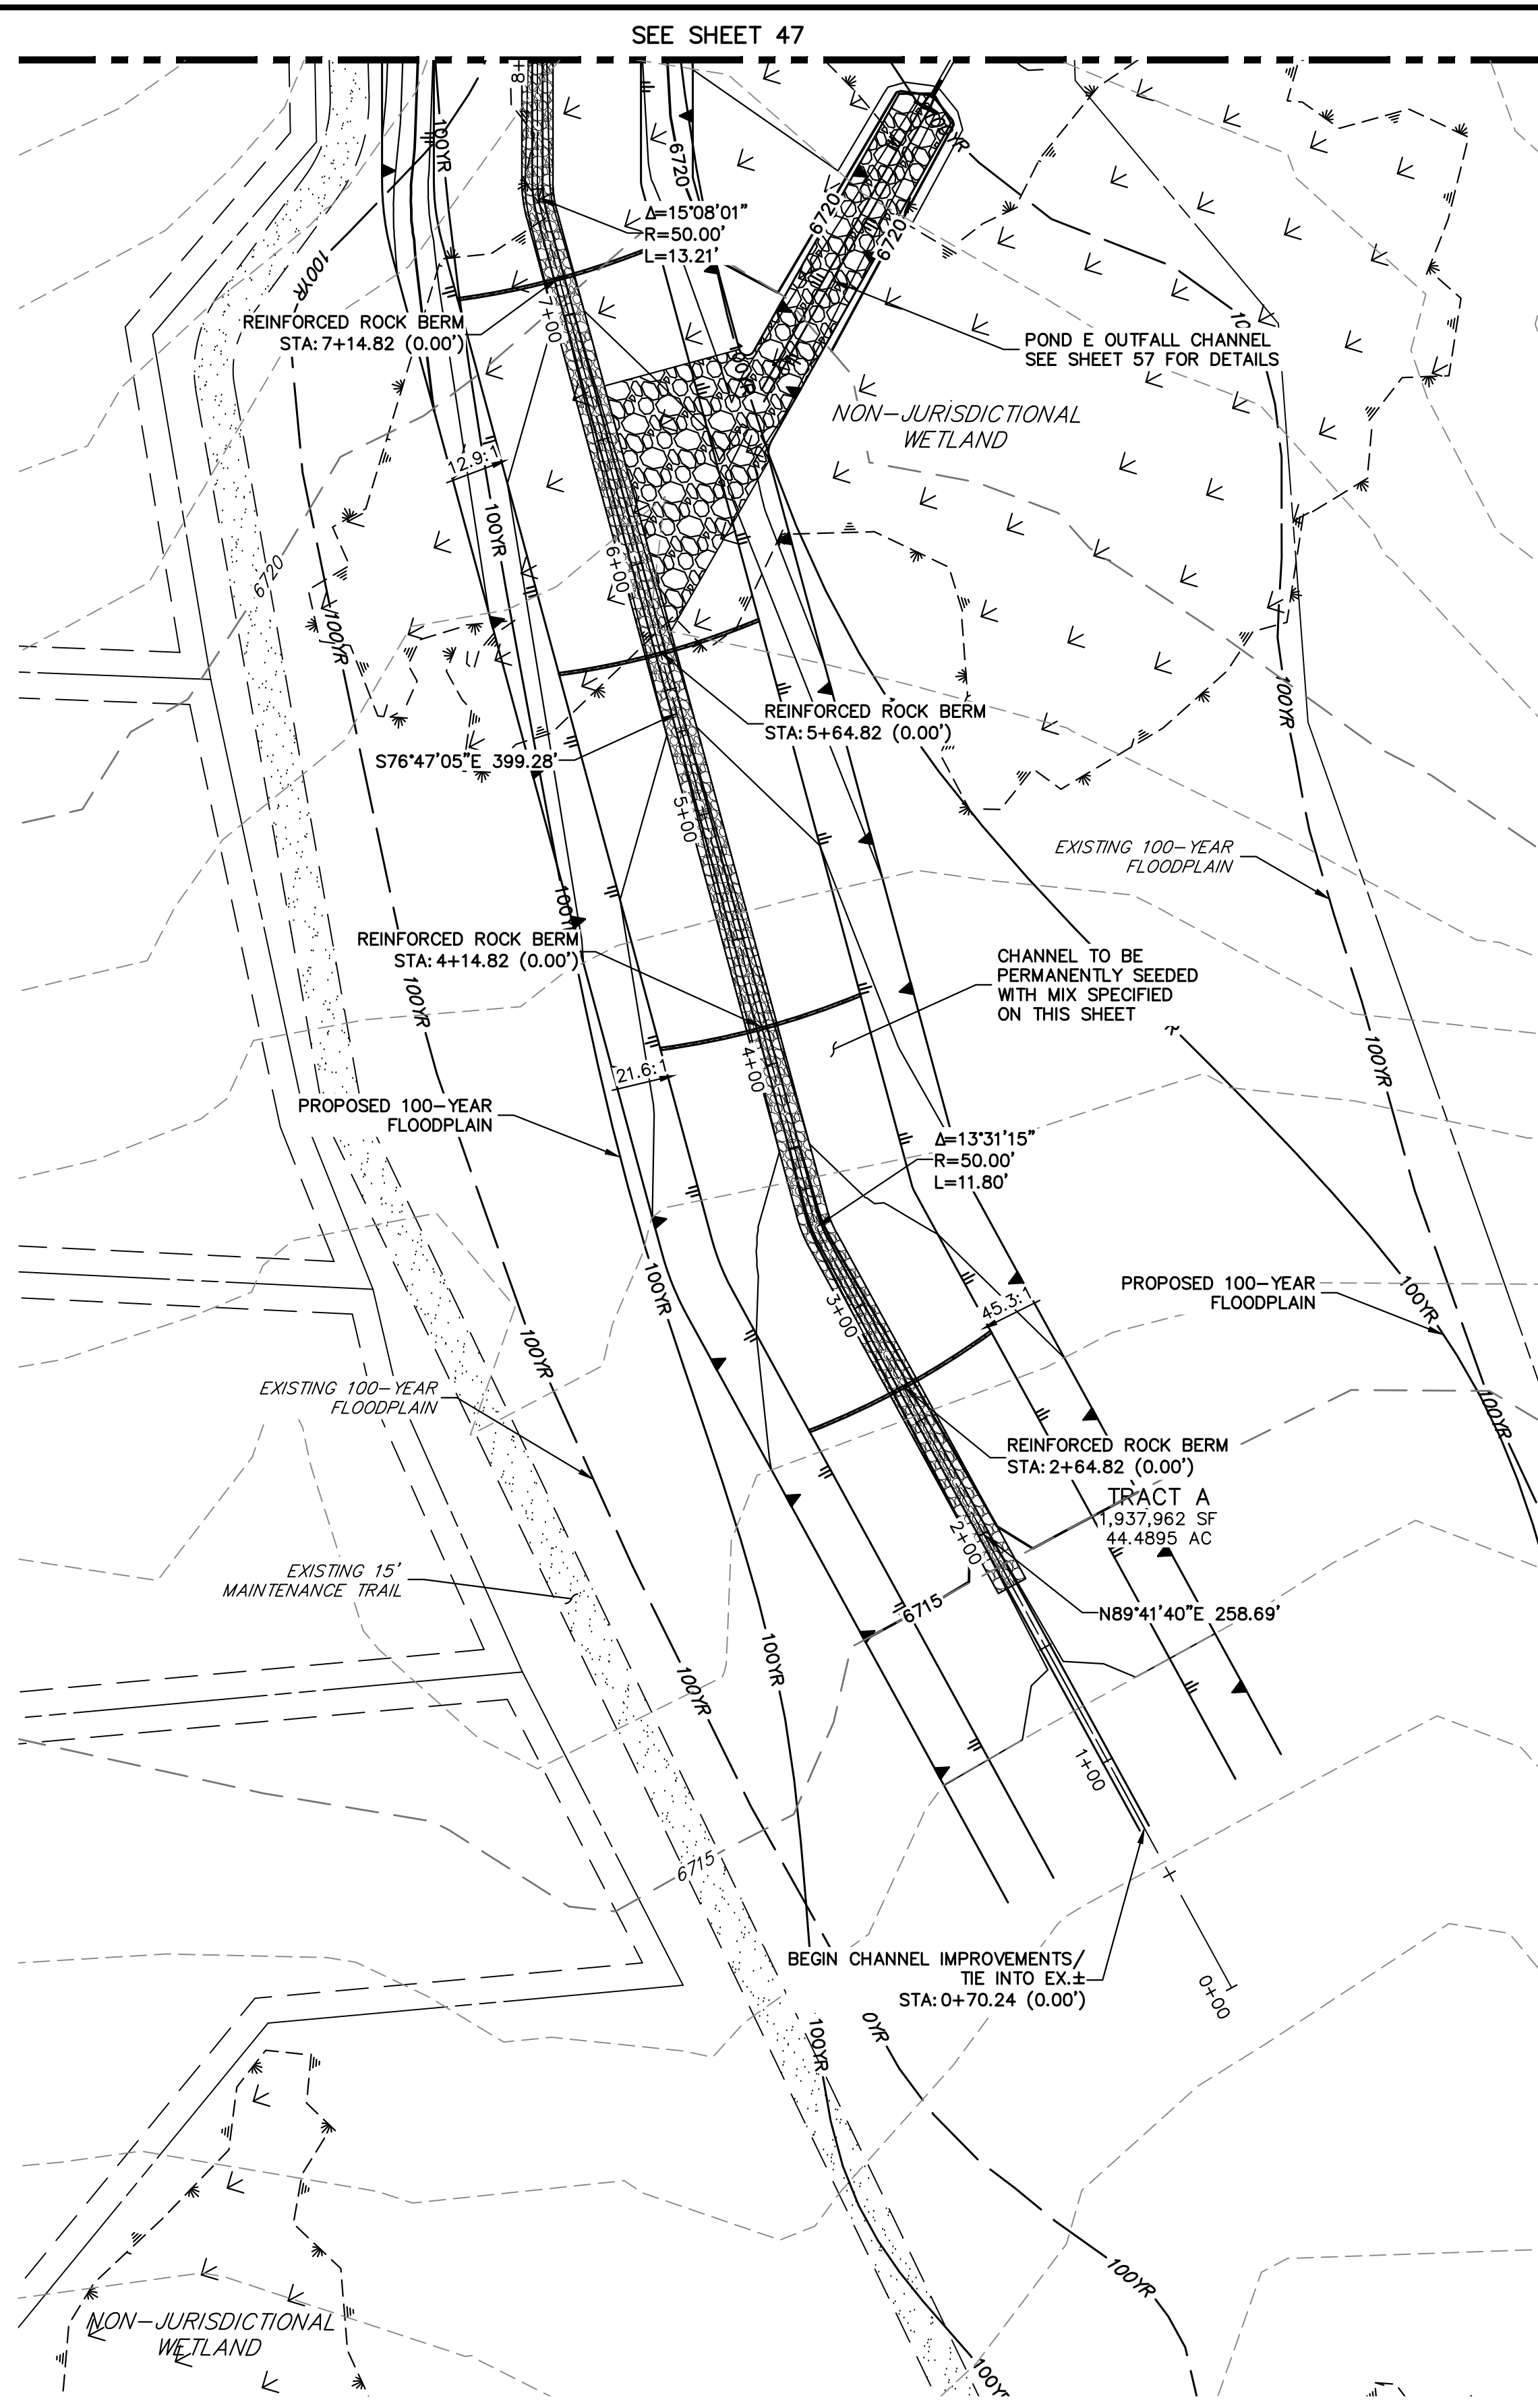 SEE SHEET 47
8+
100YR
6720
100YR
6720
6720
Δ=15°08'01"
R=50.00'
L=13.21'
100YR
7+00
REINFORCED ROCK BERM
STA: 7+14.82 (0.00')
POND E OUTFALL CHANNEL
SEE SHEET 57 FOR DETAILS
NON-JURISDICTIONAL
WETLAND
12.9:1
100YR
6+00
6720
100YR
100YR
REINFORCED ROCK BERM
STA: 5+64.82 (0.00')
S76°47'05"E 399.28'
5+00
EXISTING 100-YEAR
FLOODPLAIN
100YR
REINFORCED ROCK BERM
STA: 4+14.82 (0.00')
CHANNEL TO BE
PERMANENTLY SEEDED
WITH MIX SPECIFIED
ON THIS SHEET
100YR
100YR
4+00
21.6:1
PROPOSED 100-YEAR
FLOODPLAIN
Δ=13°31'15"
R=50.00'
L=11.80'
100YR
PROPOSED 100-YEAR
FLOODPLAIN
100YR
3+00
45.3:1
100YR
EXISTING 100-YEAR
FLOODPLAIN
100YR
REINFORCED ROCK BERM
STA: 2+64.82 (0.00')
TRACT A
1,937,962 SF
44.4895 AC
2+00
EXISTING 15'
MAINTENANCE TRAIL
6715
N89°41'40"E 258.69'
100YR
100YR
1+00
6715
BEGIN CHANNEL IMPROVEMENTS/
TIE INTO EX.±
STA: 0+70.24 (0.00')
0+00
100YR
0YR
100YR
NON-JURISDICTIONAL
WETLAND
100YR